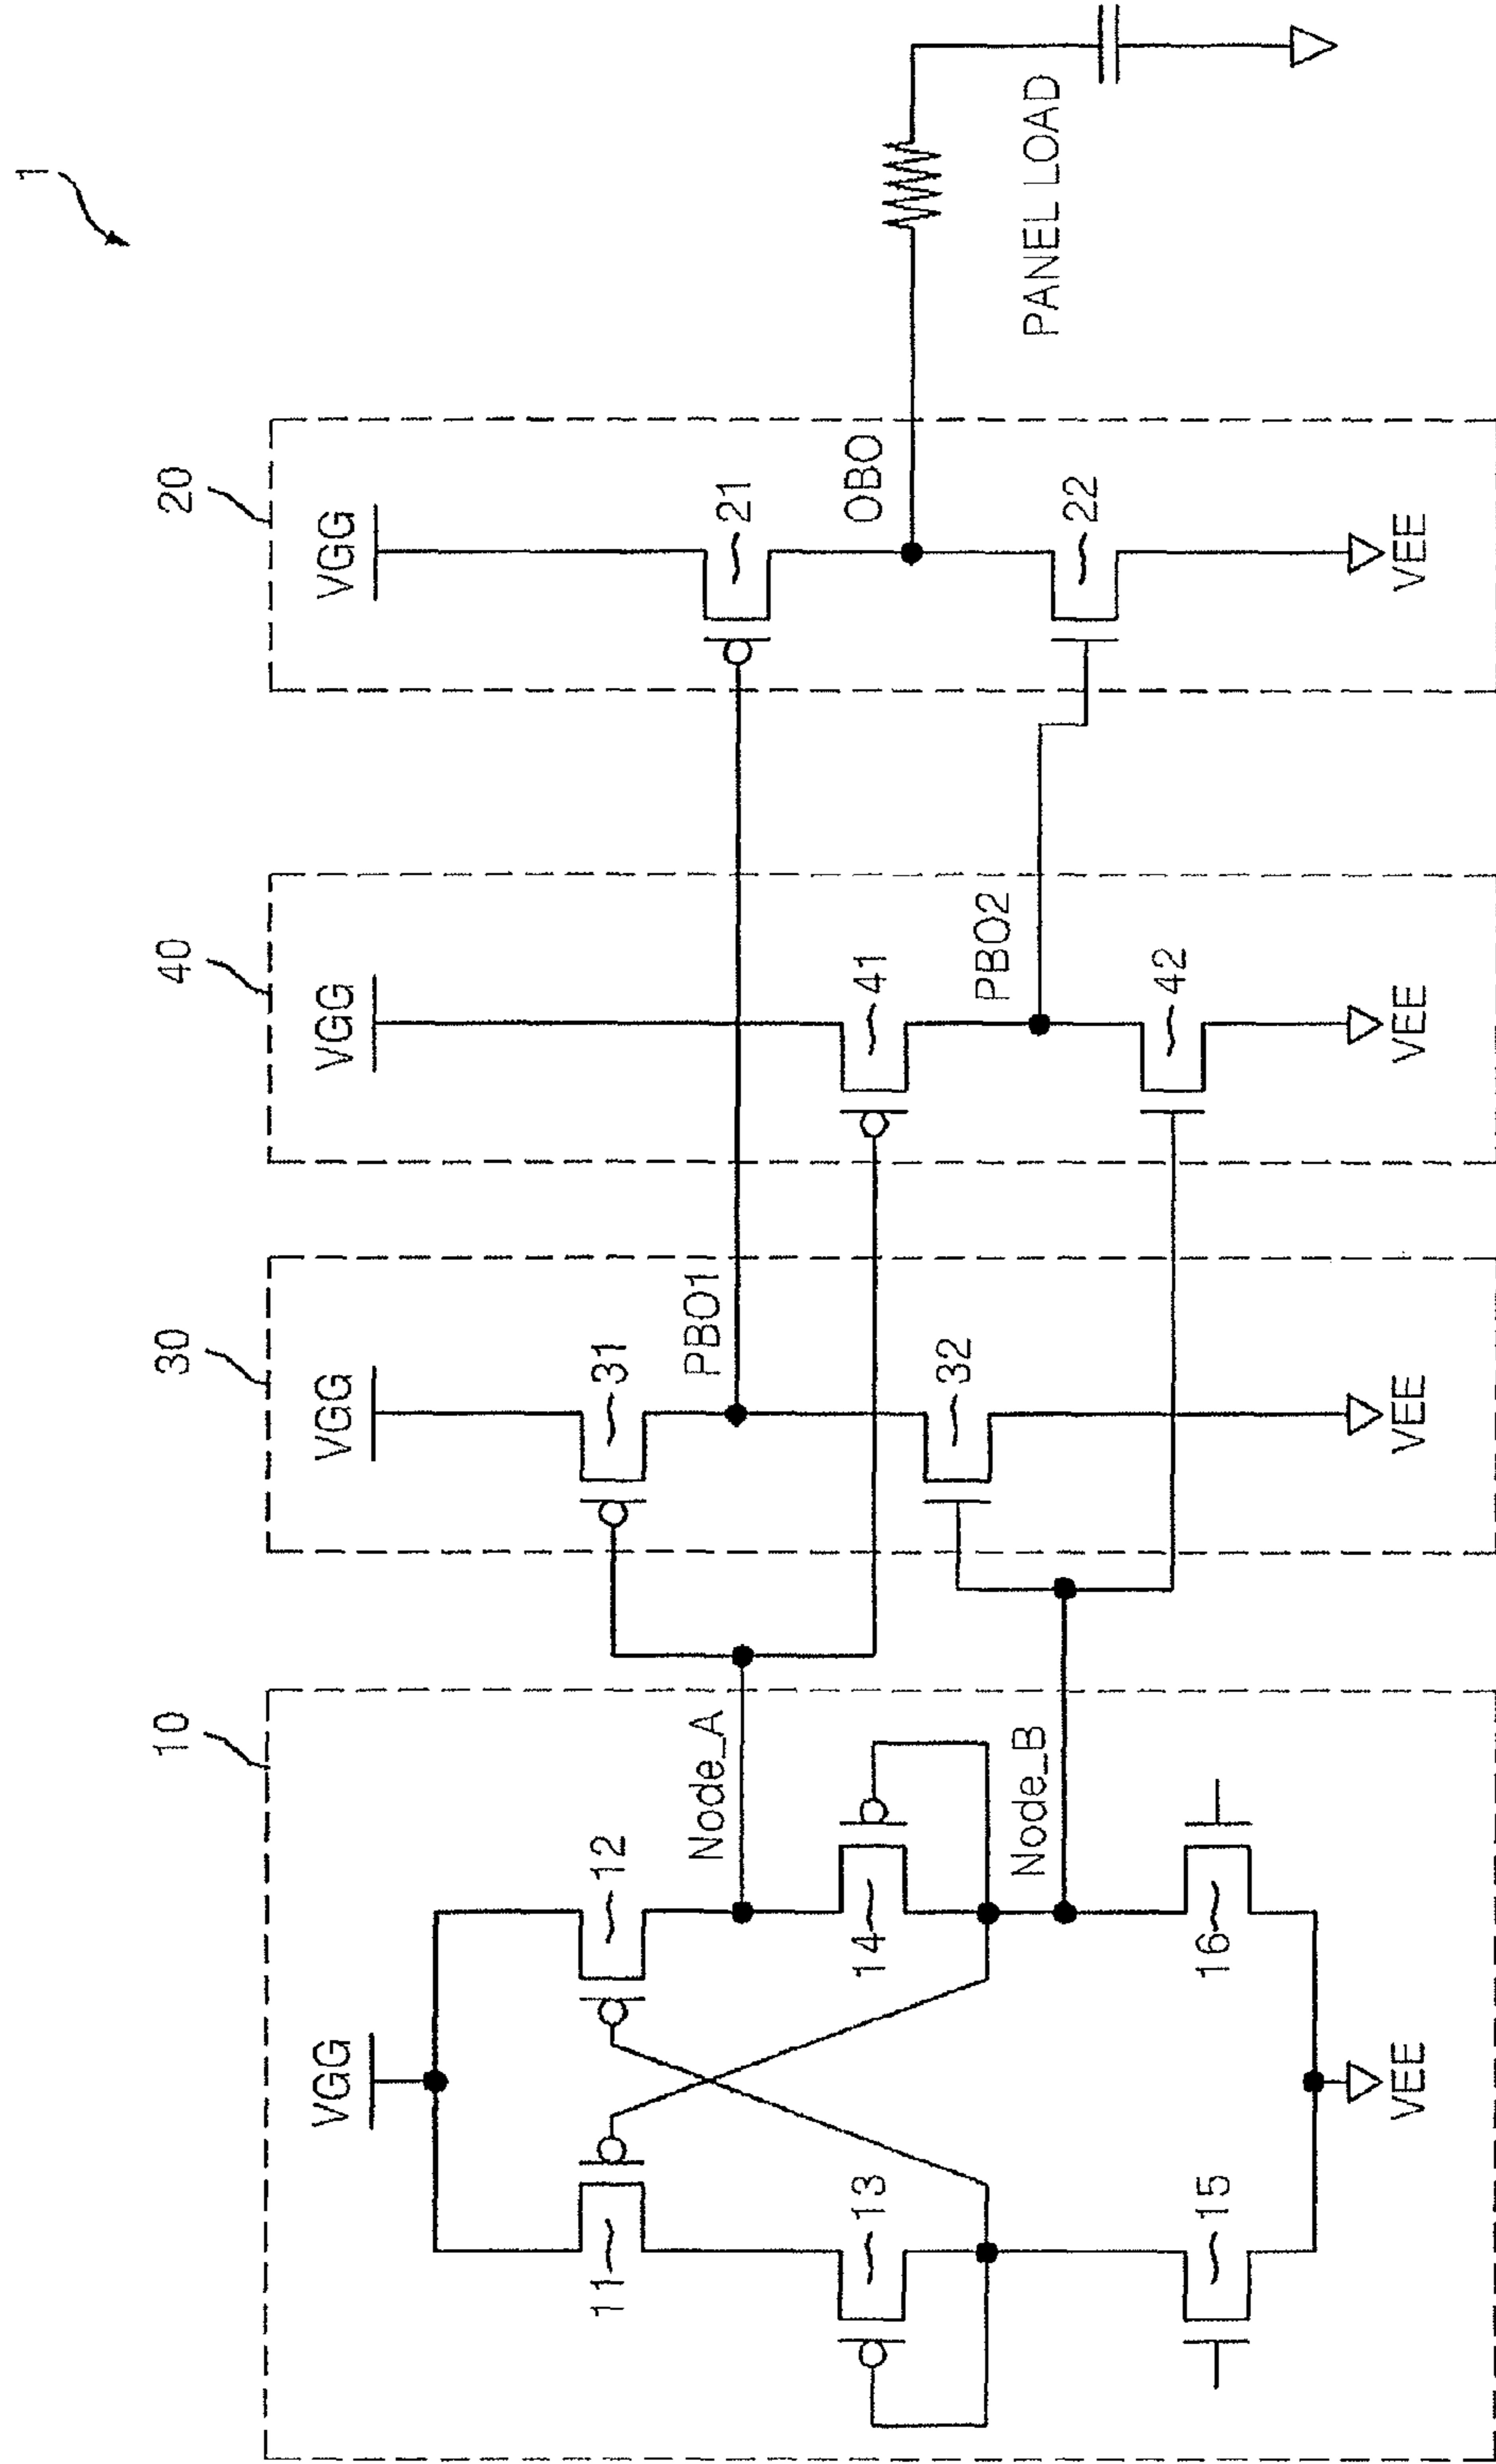 1
10
30
40
20
VGG
VGG
VGG
VGG
11
12
31
41
21
Node_A
PBO1
PBO2
OBO
13
14
32
42
22
Node_B
PANEL LOAD
15
16
VEE
VEE
VEE
VEE